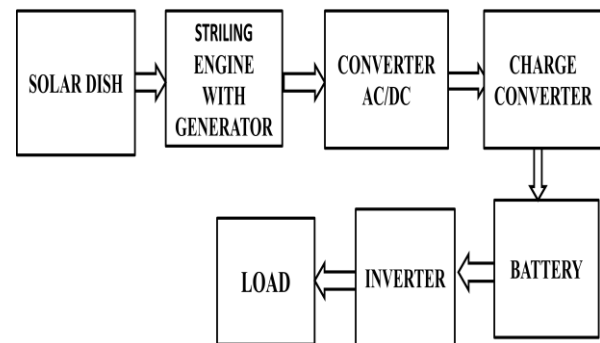 SOLAR DISH
STRILING
ENGINE
WITH
GENERATOR
CONVERTER
AC/DC
CHARGE
CONVERTER
LOAD
INVERTER
BATTERY